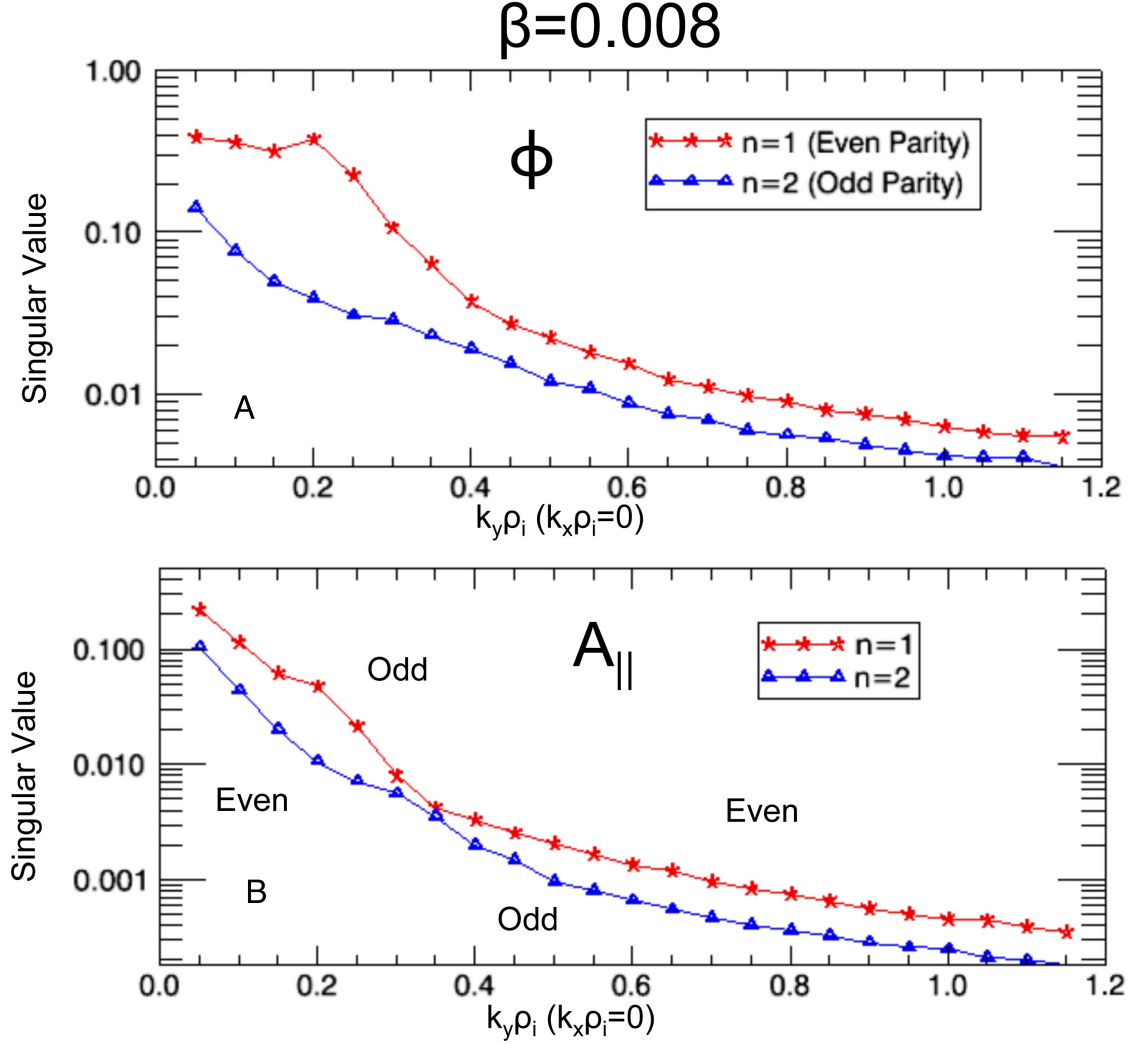 β=0.008
1.00
0.10
0.01
Singular Value
ϕ
n=1 (Even Parity)
n=2 (Odd Parity)
A
0.0 0.2 0.4 0.6 0.8 1.0 1.2
kyρi (kxρi=0)
0.100
0.010
0.001
Singular Value
A||
n=1
n=2
Odd
Even
Even
B
Odd
0.0 0.2 0.4 0.6 0.8 1.0 1.2
kyρi (kxρi=0)